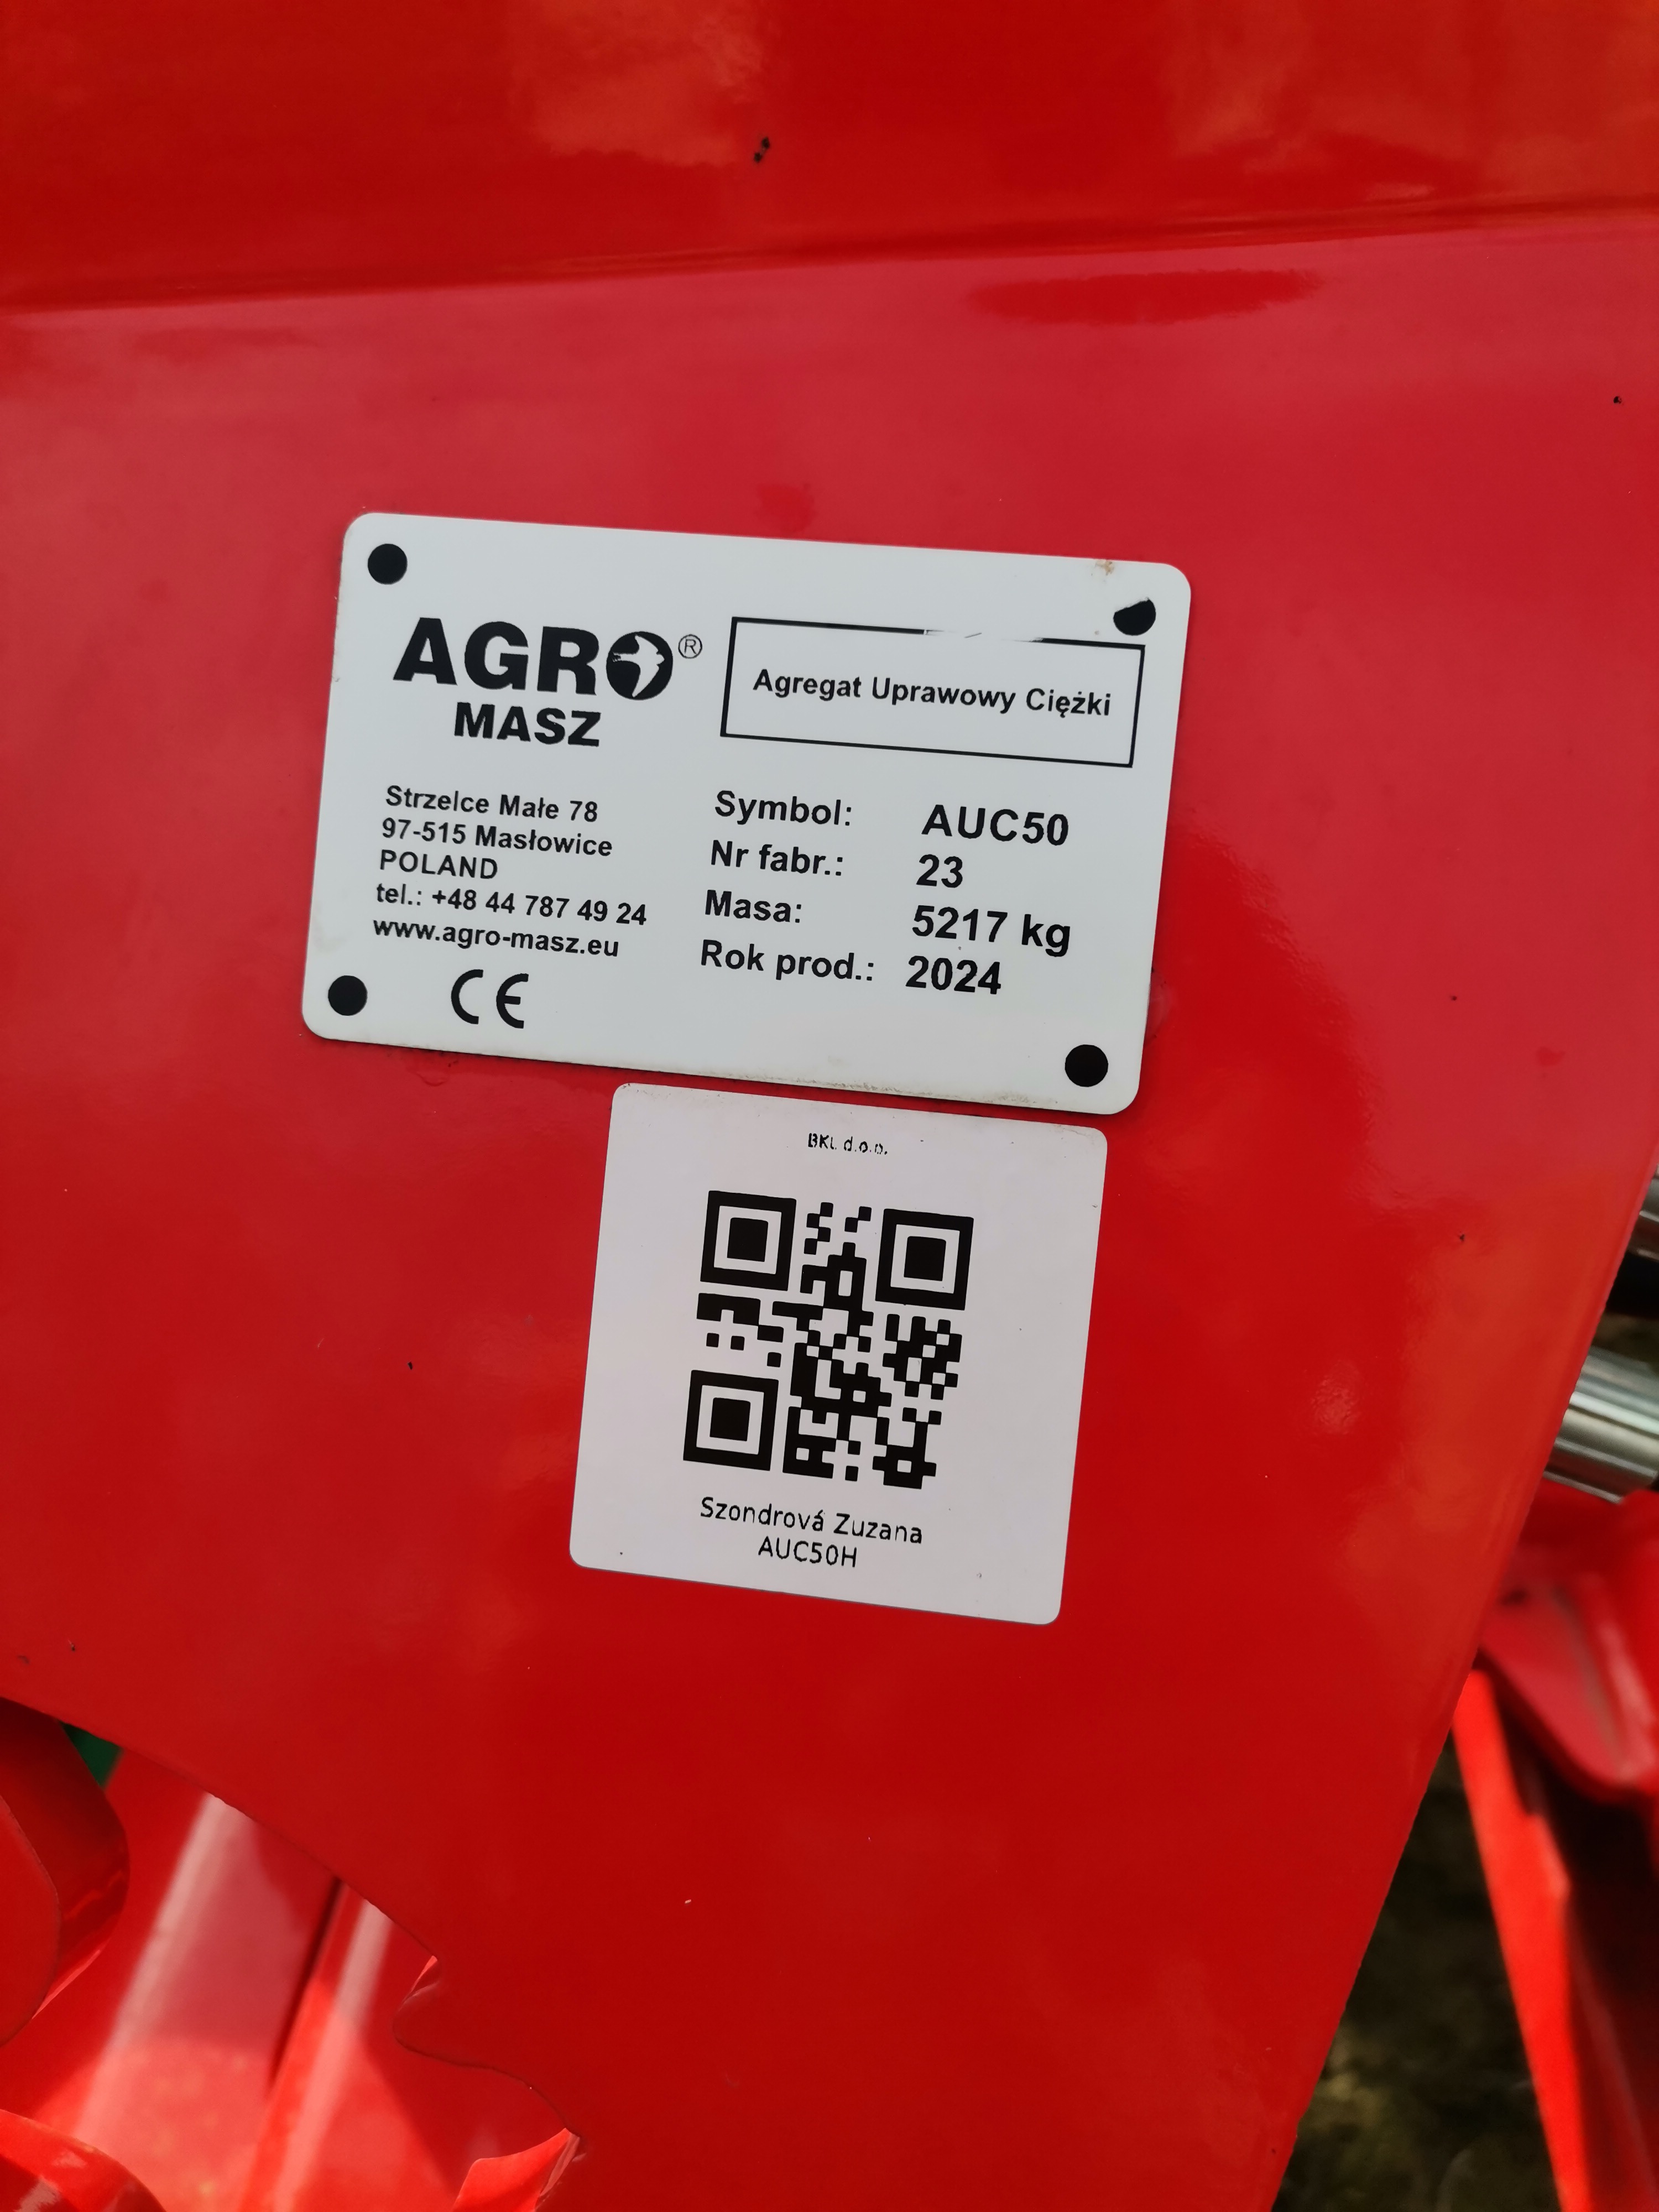 AGRO®
MASZ
Agregat Uprawowy Ciężki
Strzelce Małe 78
97-515 Masłowice
POLAND
tel.: +48 44 787 49 24
www.agro-masz.eu
CE
Symbol: AUC50
Nr fabr.: 23
Masa: 5217 kg
Rok prod.: 2024
BKL d.o.o.
Szondrová Zuzana
AUC50H